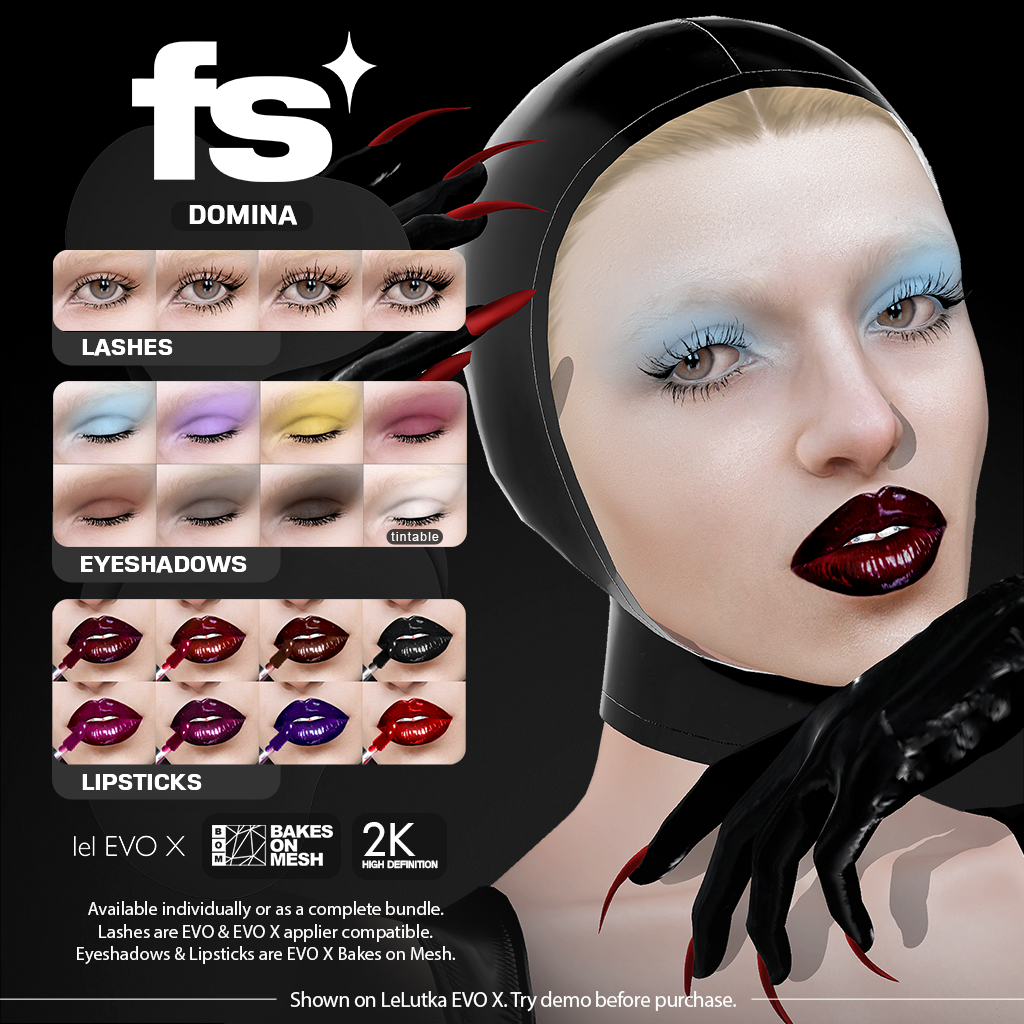 fs
DOMINA
LASHES
tintable
EYESHADOWS
LIPSTICKS
lel EVO X
BOM
BAKES
ON
MESH
2K
HIGH DEFINITION
Available individually or as a complete bundle.
Lashes are EVO & EVO X applier compatible.
Eyeshadows & Lipsticks are EVO X Bakes on Mesh.
Shown on LeLutka EVO X. Try demo before purchase.